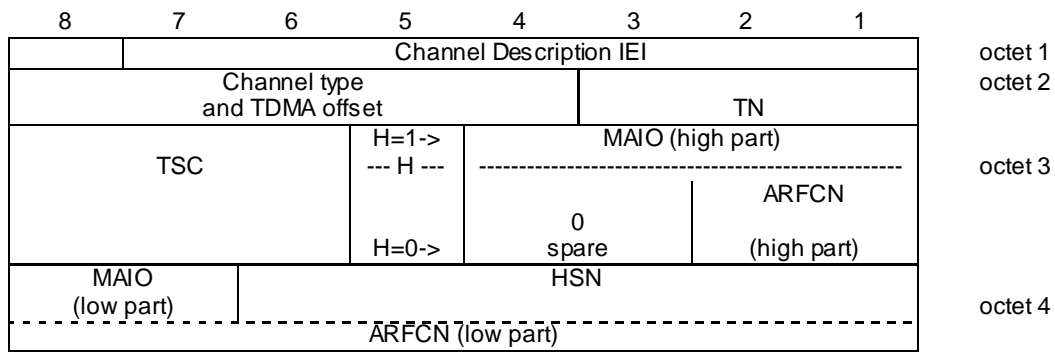 8 7 6 5 4 3 2 1
Channel Description IEI octet 1
Channel type octet 2
and TDMA offset TN
H=1-> MAIO (high part)
TSC --- H --- ----------------------------------------------------- octet 3
ARFCN
0
H=0-> spare (high part)
MAIO HSN
(low part) octet 4
ARFCN (low part)